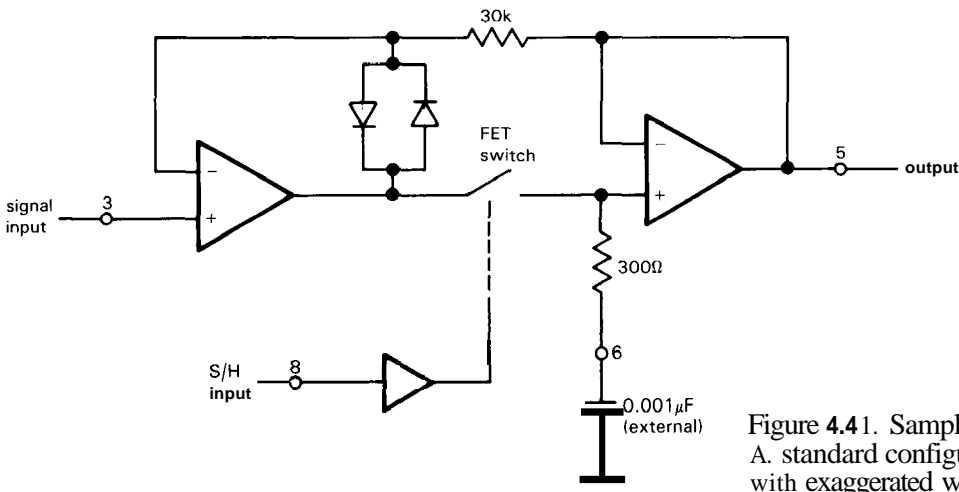 30k
FET
switch
−
+
−
+
5
output
signal
input
3
300Ω
6
S/H
input
8
0.001μF
(external)
Figure 4.41. Sampl
A. standard configu
with exaggerated w